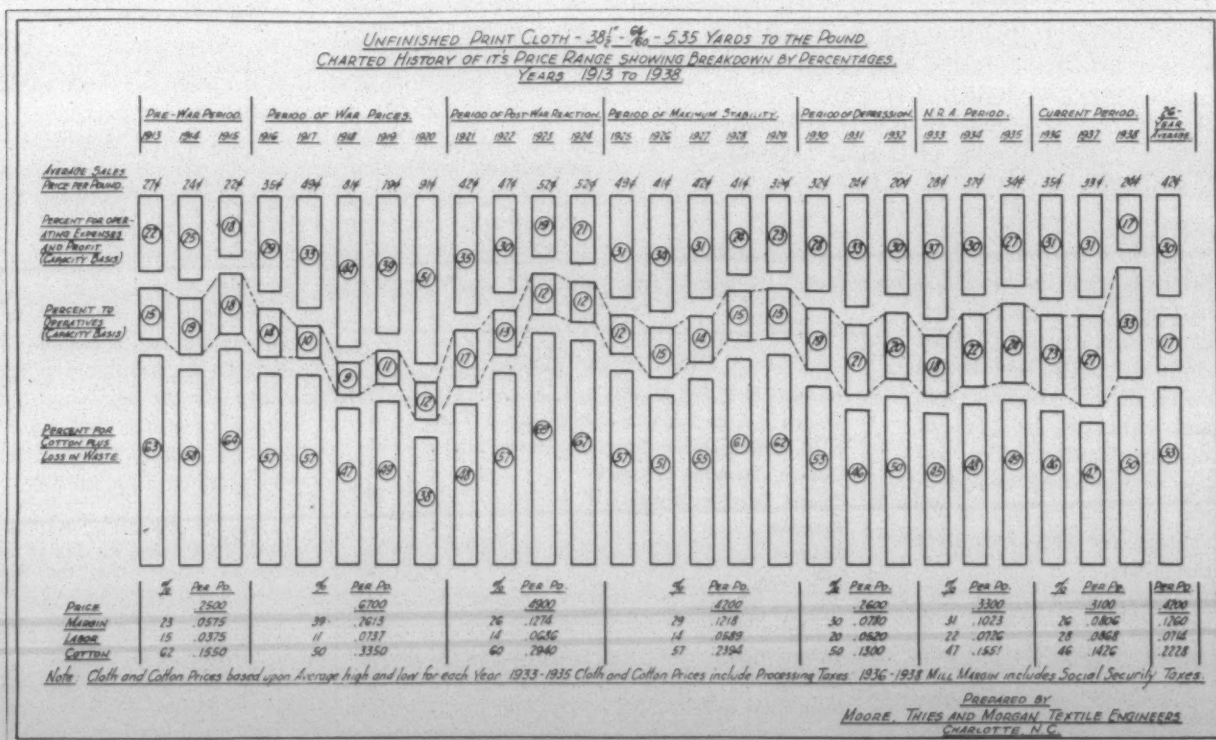 UNFINISHED PRINT CLOTH - 38½" - 64/60 - 5.35 YARDS TO THE POUND
CHARTED HISTORY OF IT'S PRICE RANGE SHOWING BREAKDOWN BY PERCENTAGES.
YEARS 1913 TO 1938
PRE-WAR PERIOD. PERIOD OF WAR PRICES. PERIOD OF POST WAR REACTION. PERIOD OF MAXIMUM STABILITY. PERIOD OF DEPRESSION. N.R.A. PERIOD. CURRENT PERIOD. 26-YEAR AVERAGE
1913 1914 1915 1916 1917 1918 1919 1920 1921 1922 1923 1924 1925 1926 1927 1928 1929 1930 1931 1932 1933 1934 1935 1936 1937 1938
AVERAGE SALES
PRICE PER POUND. 27¢ 24¢ 22¢ 35¢ 49¢ 81¢ 79¢ 91¢ 42¢ 47¢ 52¢ 52¢ 49¢ 41¢ 42¢ 41¢ 32¢ 24¢ 20¢ 28¢ 37¢ 34¢ 35¢ 33¢ 42¢
PERCENT FOR OPER-
ATING EXPENSES
AND PROFIT
(CAPACITY BASIS)
22 25 18 29 33 44 39 51 35 30 19 21 31 34 31 23 28 33 30 37 30 27 31 31 17 30
PERCENT TO
OPERATIVES
(CAPACITY BASIS)
15 19 18 14 10 9 11 12 17 13 12 12 12 15 14 15 15 19 21 20 18 22 23 27 33 17
PERCENT FOR
COTTON PLUS
LOSS IN WASTE
63 58 64 57 57 47 49 38 48 57 69 67 57 51 55 61 62 53 46 50 45 48 49 46 42 50 53
% PER PD. % PER PD. % PER PD. % PER PD. % PER PD. % PER PD. % PER PD. PER PD.
PRICE .2500 .6700 .4900 .4200 .2600 .3300 .3100 .4200
MARGIN 23 .0575 39 .2613 26 .1274 29 .1218 30 .0780 31 .1023 26 .0806 .1260
LABOR 15 .0375 11 .0737 14 .0686 14 .0589 20 .0520 22 .0726 28 .0868 .0714
COTTON 62 .1550 50 .3350 60 .2940 57 .2394 50 .1300 47 .1551 46 .1426 .2228
Note: Cloth and Cotton Prices based upon Average high and low for each Year 1933-1935 Cloth and Cotton Prices include Processing Taxes: 1936-1938 Mill Margin includes Social Security Taxes.
PREPARED BY
MOORE, THIES AND MORGAN TEXTILE ENGINEERS
CHARLOTTE, N.C.